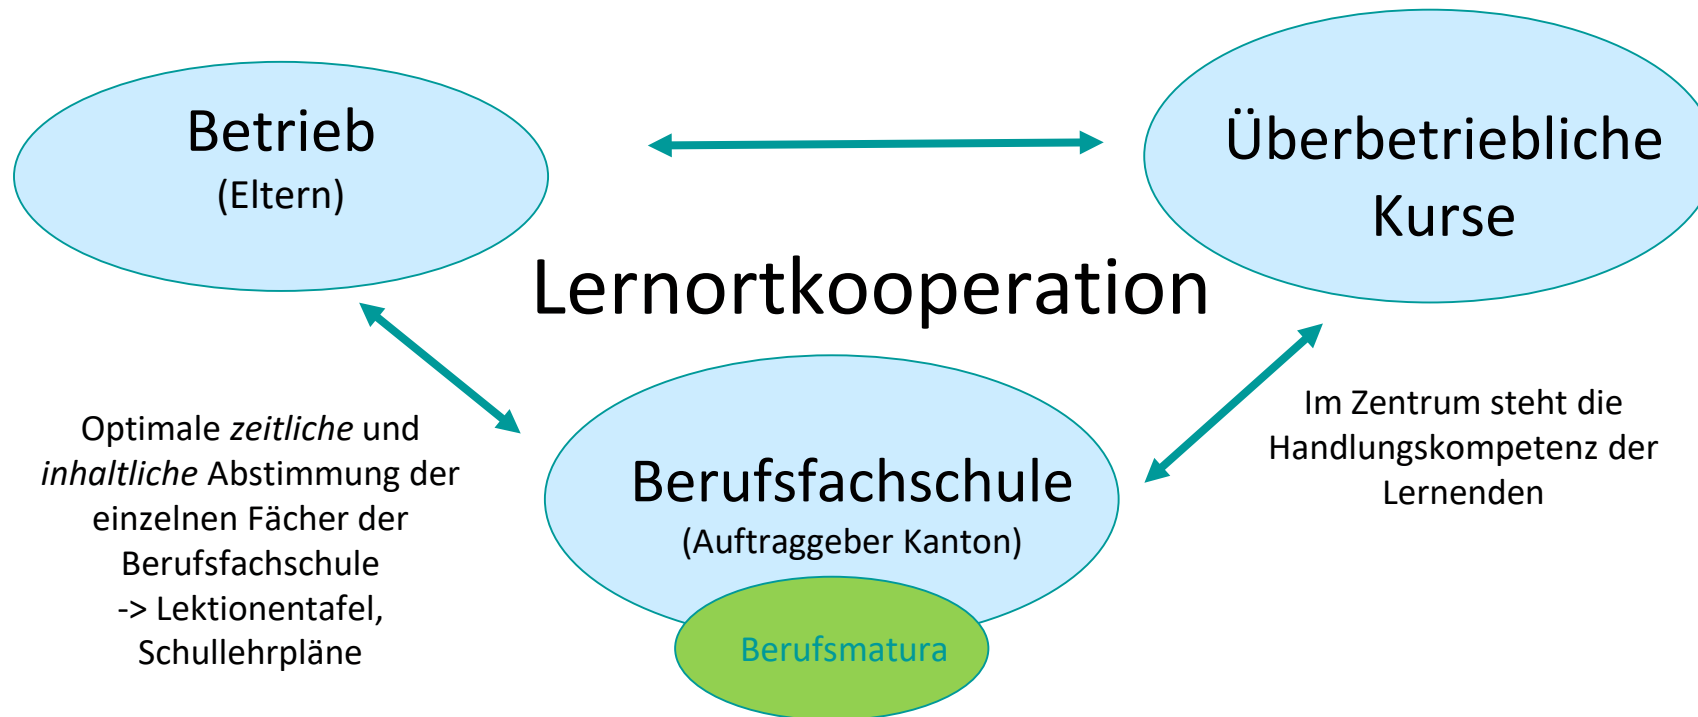 Betrieb
(Eltern)
Überbetriebliche
Kurse
Lernortkooperation
Optimale zeitliche und
inhaltliche Abstimmung der
einzelnen Fächer der
Berufsfachschule
-> Lektionentafel,
Schullehrpläne
Berufsfachschule
(Auftraggeber Kanton)
Berufsmatura
Im Zentrum steht die
Handlungskompetenz der
Lernenden